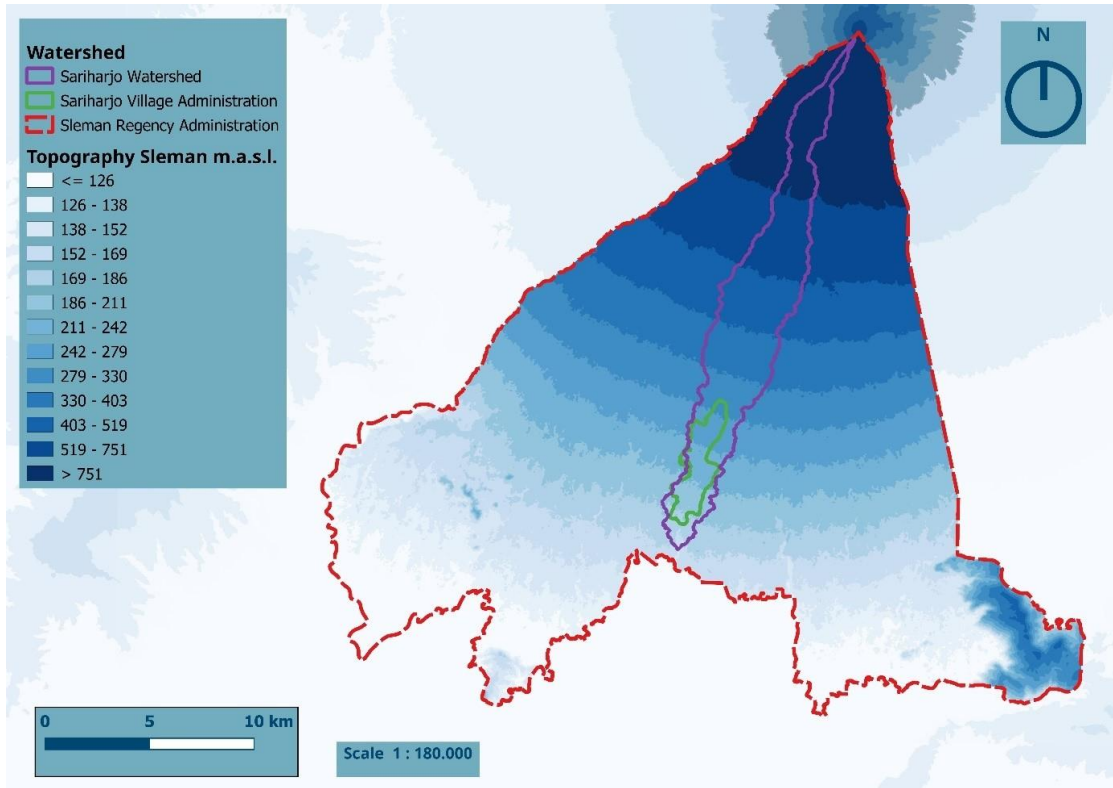 Watershed
Sariharjo Watershed
Sariharjo Village Administration
Sleman Regency Administration
Topography Sleman m.a.s.l.
<= 126
126 - 138
138 - 152
152 - 169
169 - 186
186 - 211
211 - 242
242 - 279
279 - 330
330 - 403
403 - 519
519 - 751
> 751
N
0 5 10 km
Scale 1 : 180.000